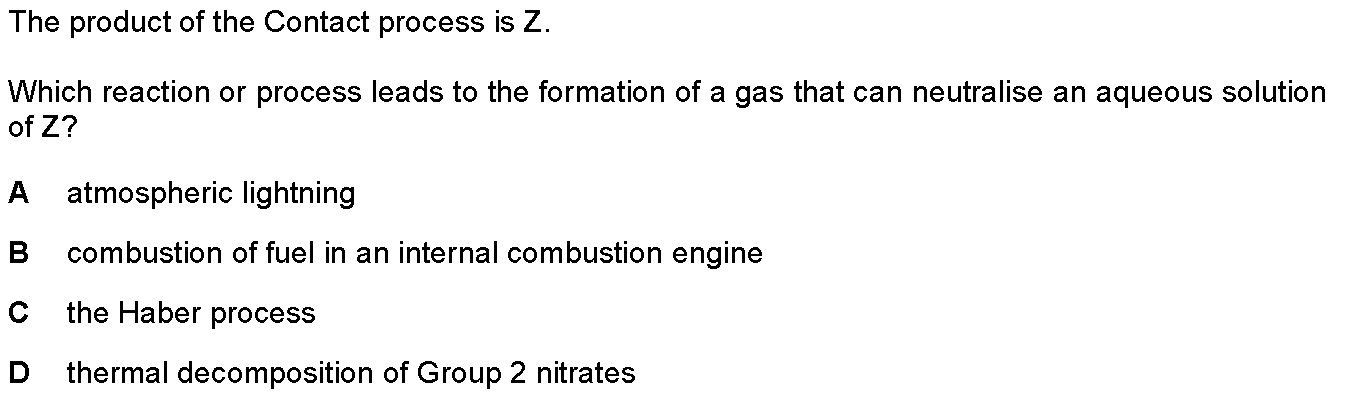 The product of the Contact process is Z.
Which reaction or process leads to the formation of a gas that can neutralise an aqueous solution
of Z?
A atmospheric lightning
B combustion of fuel in an internal combustion engine
C the Haber process
D thermal decomposition of Group 2 nitrates